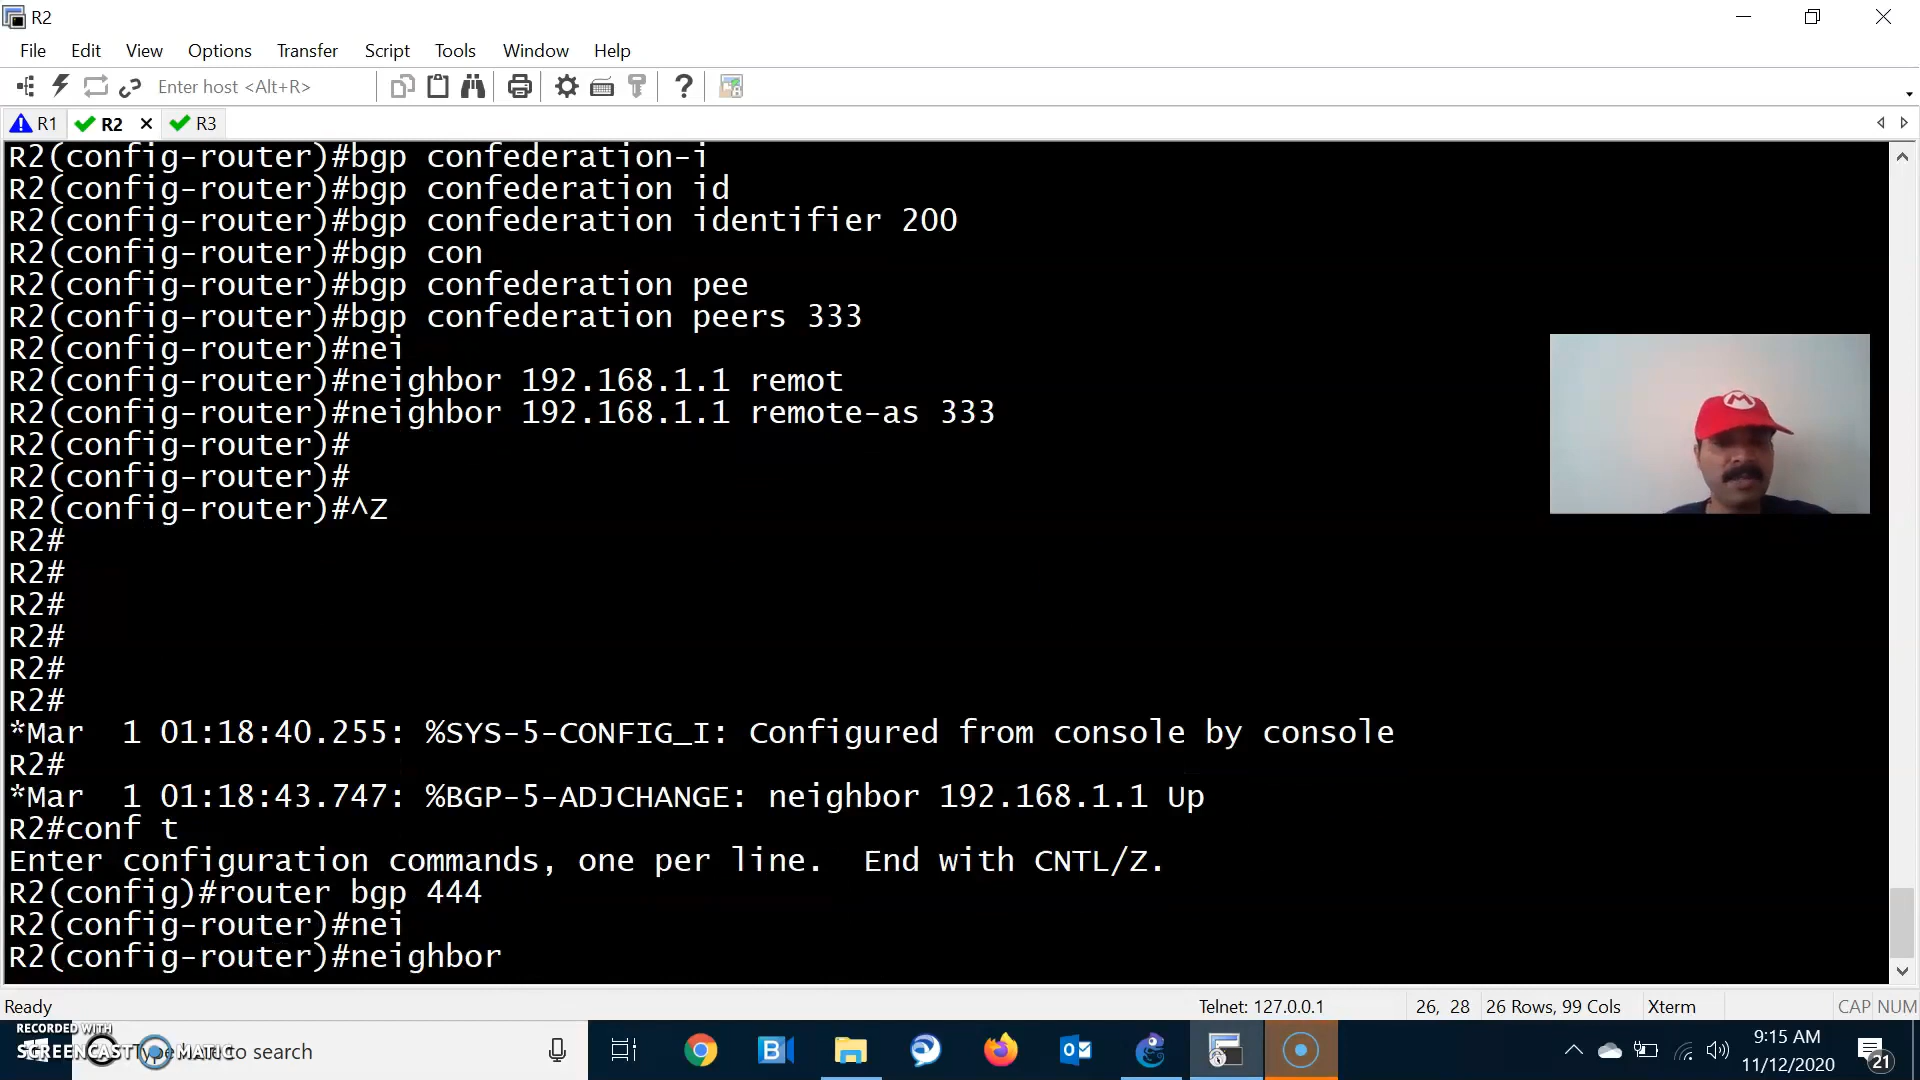 R2
File Edit View Options Transfer Script Tools Window Help
Enter host <Alt+R>
R1 R2 R3
R2(config-router)#bgp confederation-i
R2(config-router)#bgp confederation id
R2(config-router)#bgp confederation identifier 200
R2(config-router)#bgp con
R2(config-router)#bgp confederation pee
R2(config-router)#bgp confederation peers 333
R2(config-router)#nei
R2(config-router)#neighbor 192.168.1.1 remot
R2(config-router)#neighbor 192.168.1.1 remote-as 333
R2(config-router)#
R2(config-router)#
R2(config-router)#^Z
R2#
R2#
R2#
R2#
R2#
R2#
*Mar  1 01:18:40.255: %SYS-5-CONFIG_I: Configured from console by console
R2#
*Mar  1 01:18:43.747: %BGP-5-ADJCHANGE: neighbor 192.168.1.1 Up
R2#conf t
Enter configuration commands, one per line.  End with CNTL/Z.
R2(config)#router bgp 444
R2(config-router)#nei
R2(config-router)#neighbor
M
Ready Telnet: 127.0.0.1 26, 28 26 Rows, 99 Cols Xterm CAP NUM
RECORDED WITH
SCREENCAST MATIC
Type here to search
9:15 AM
11/12/2020
21